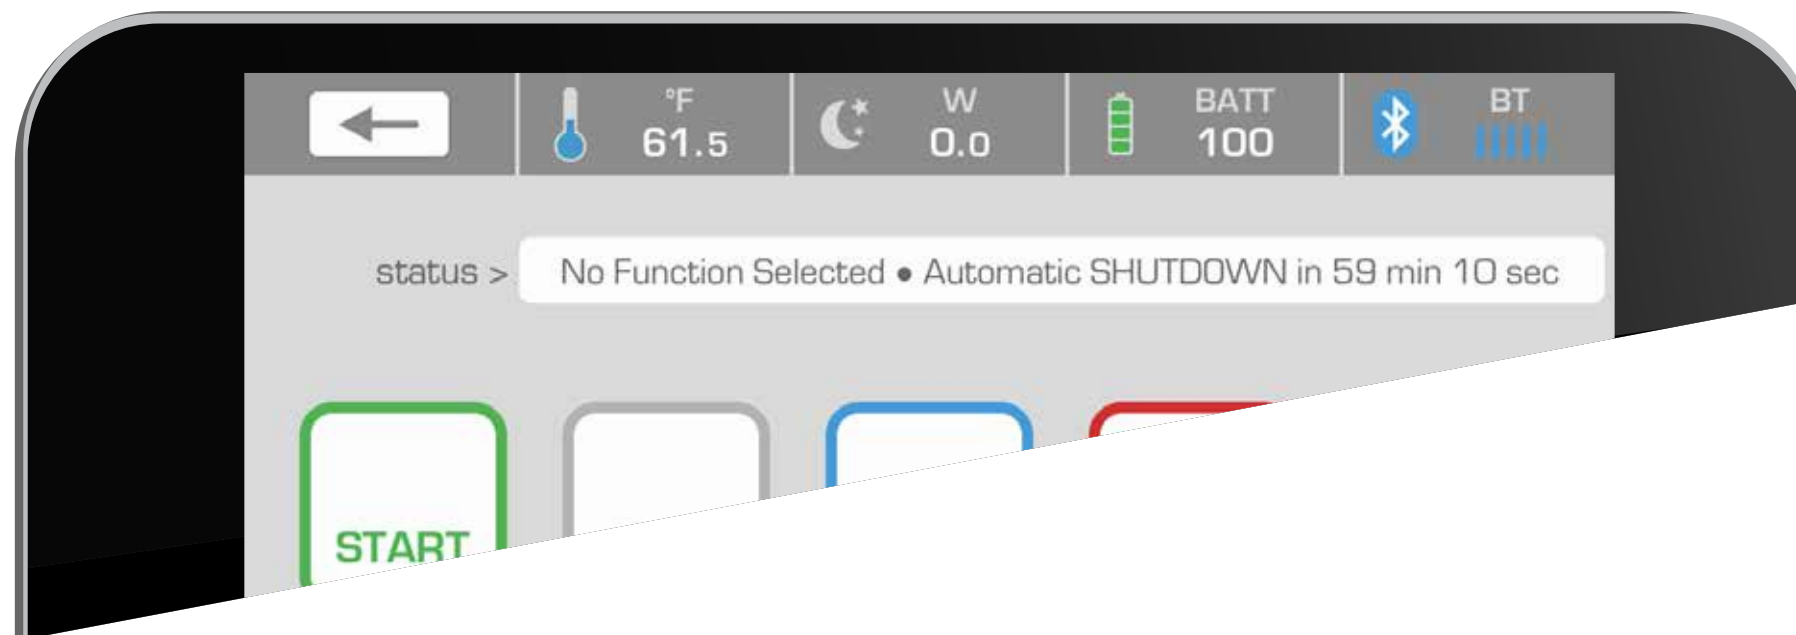 °F
61.5
W
0.0
BATT
100
BT
status > No Function Selected • Automatic SHUTDOWN in 59 min 10 sec
START